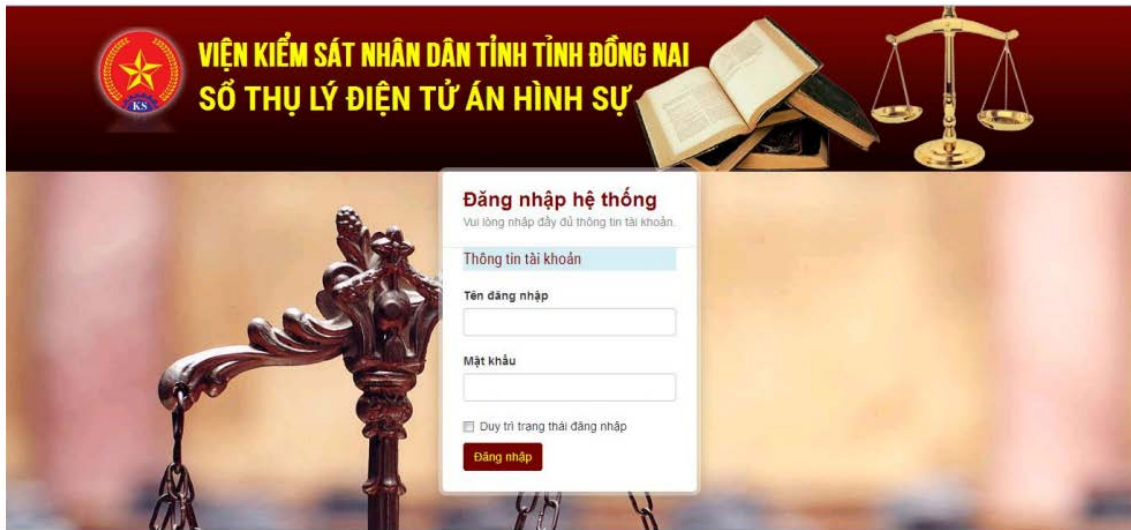 VIỆN KIỂM SÁT NHÂN DÂN TỈNH TỈNH ĐỒNG NAI
SỔ THỤ LÝ ĐIỆN TỬ ÁN HÌNH SỰ
KS
Đăng nhập hệ thống
Vui lòng nhập đầy đủ thông tin tài khoản.
Thông tin tài khoản
Tên đăng nhập
Mật khẩu
Duy trì trạng thái đăng nhập
Đăng nhập